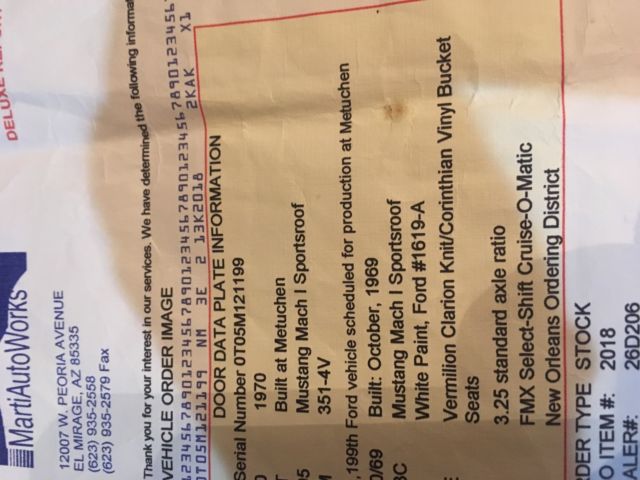 DELUXE
MartiAutoWorks
12007 W. PEORIA AVENUE
EL MIRAGE, AZ 85335
(623) 935-2558
(623) 935-2579 Fax
Thank you for your interest in our services. We have determined the following
VEHICLE ORDER IMAGE
123456789012345678901234567890123456789012345678901234567
0T05M121199 NM 3E 2 13K2018 2KAK X1
DOOR DATA PLATE INFORMATION
Serial Number 0T05M121199
1970
Built at Metuchen
Mustang Mach I Sportsroof
351-4V
,199th Ford vehicle scheduled for production at Metuchen
0/69 Built: October, 1969
Mustang Mach I Sportsroof
White Paint, Ford #1619-A
Vermilion Clarion Knit/Corinthian Vinyl Bucket
Seats
3.25 standard axle ratio
FMX Select-Shift Cruise-O-Matic
New Orleans Ordering District
RDER TYPE STOCK
O ITEM #: 2018
ALER#: 26D206